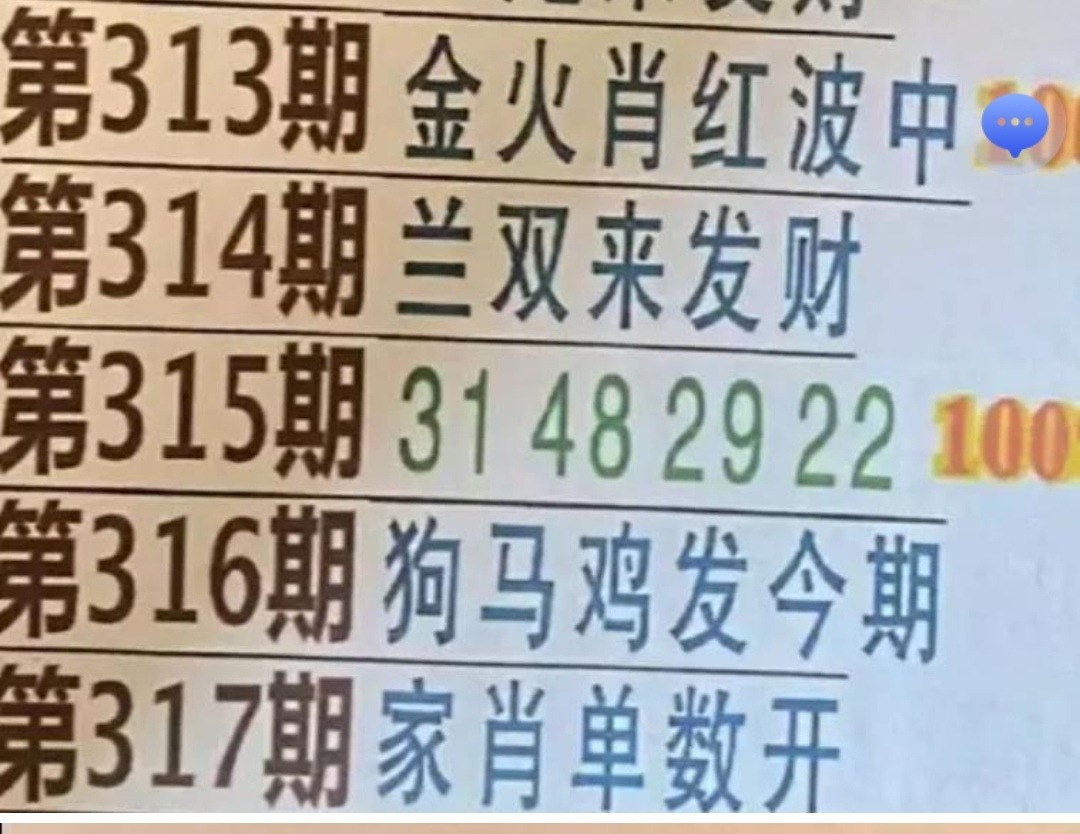 第313期 金火肖红波中 10
第314期 兰双来发财
第315期 31 48 29 22 100
第316期 狗马鸡发今期
第317期 家肖单数开